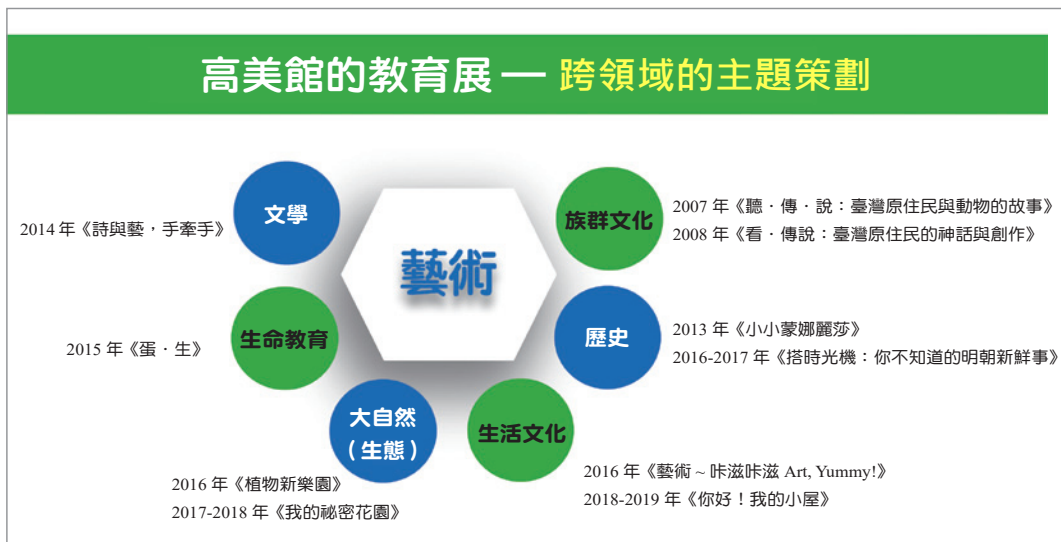 高美館的教育展 — 跨領域的主題策劃
文學
2014 年《詩與藝，手牽手》
生命教育
2015 年《蛋．生》
大自然
（生態）
2016 年《植物新樂園》
2017-2018 年《我的祕密花園》
藝術
族群文化
2007 年《聽．傳．說：臺灣原住民與動物的故事》
2008 年《看．傳說：臺灣原住民的神話與創作》
歷史
2013 年《小小蒙娜麗莎》
2016-2017 年《搭時光機：你不知道的明朝新鮮事》
生活文化
2016 年《藝術 ~ 咔滋咔滋 Art, Yummy!》
2018-2019 年《你好！我的小屋》